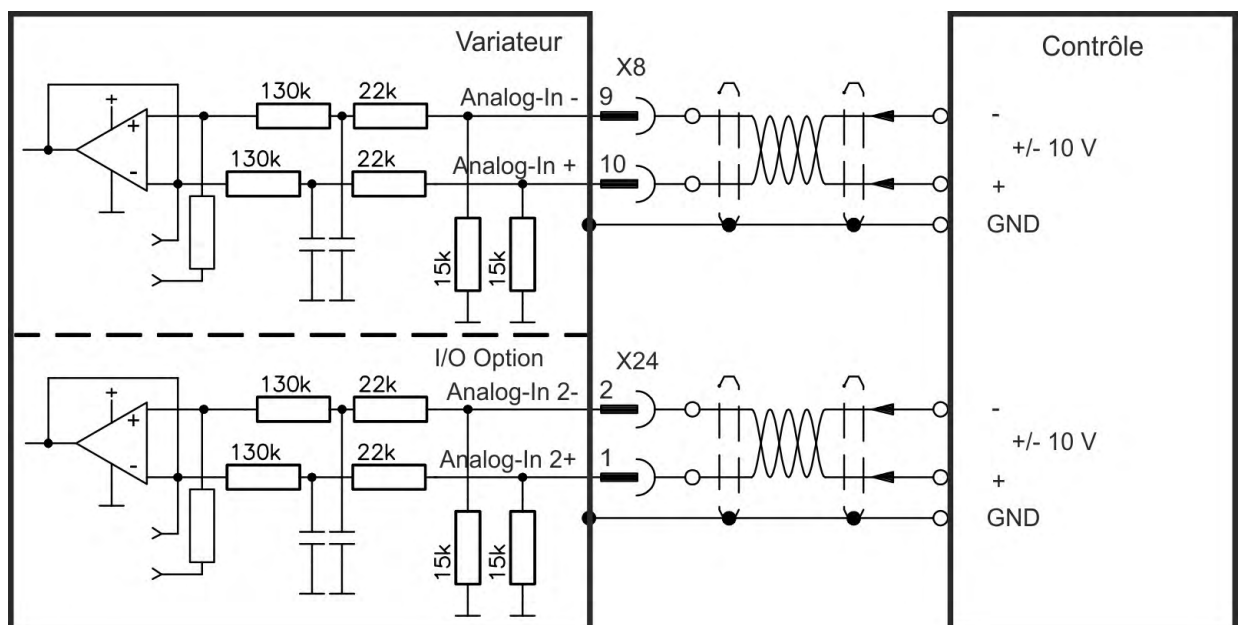 Variateur
Contrôle
X8
130k
22k
Analog-In -
9
-
+
-
+
+/- 10 V
130k
22k
Analog-In +
10
+
GND
15k
15k
I/O Option
X24
130k
22k
Analog-In 2-
2
-
+
-
+
+/- 10 V
130k
22k
Analog-In 2+
1
+
GND
15k
15k